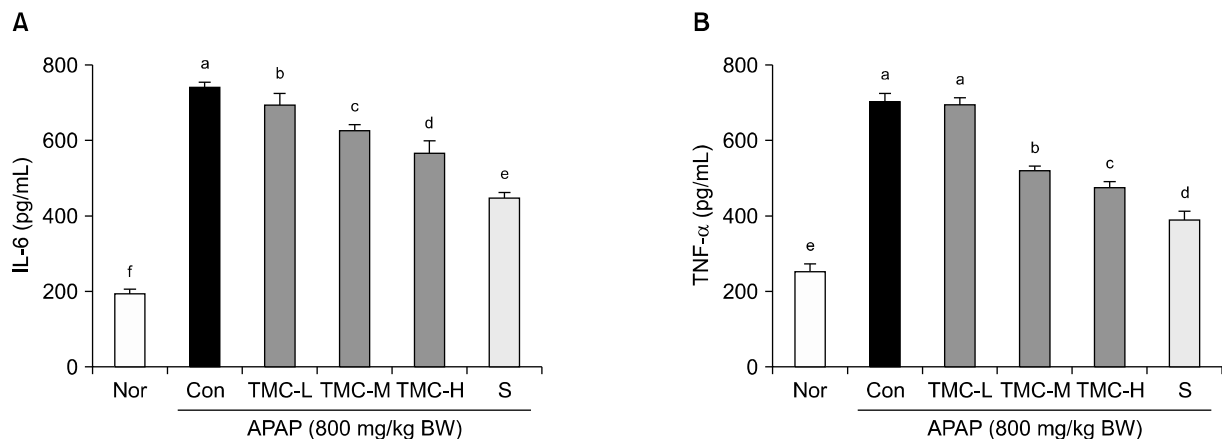 A
800
600
400
200
0
IL-6 (pg/mL)
f
a
b
c
d
e
Nor
Con
TMC-L
TMC-M
TMC-H
S
APAP (800 mg/kg BW)
B
800
600
400
200
0
TNF-α (pg/mL)
e
a
a
b
c
d
Nor
Con
TMC-L
TMC-M
TMC-H
S
APAP (800 mg/kg BW)